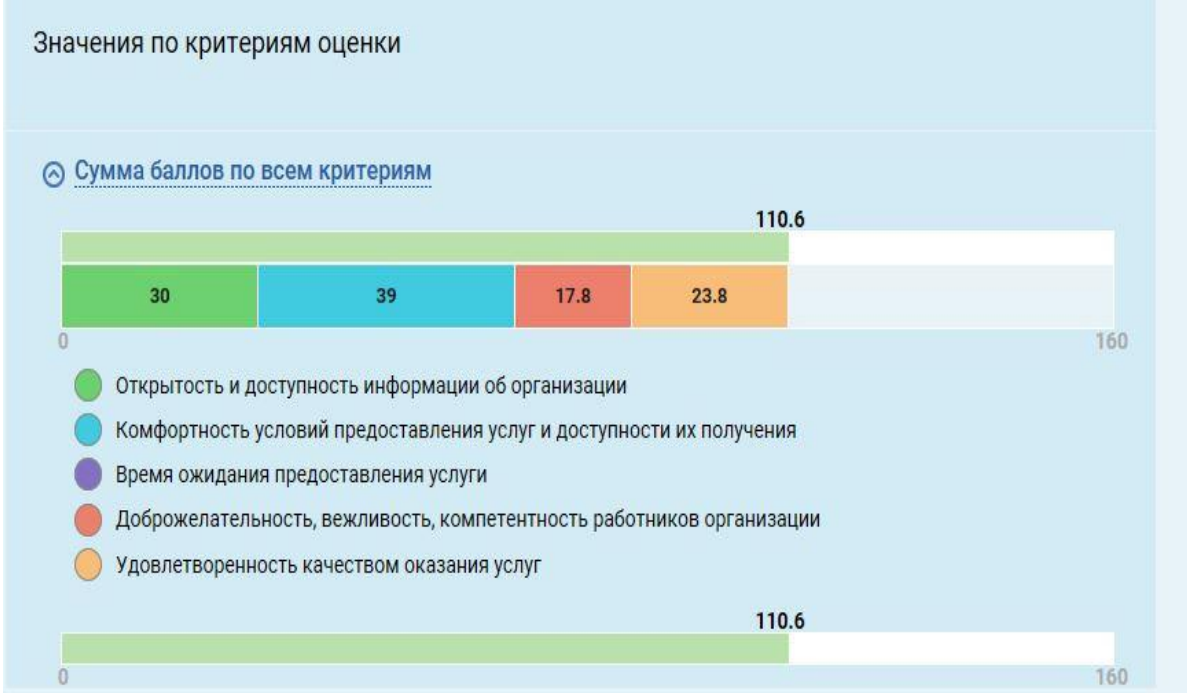 Значения по критериям оценки
Сумма баллов по всем критериям
110.6
30 39 17.8 23.8
0 160
Открытость и доступность информации об организации
Комфортность условий предоставления услуг и доступности их получения
Время ожидания предоставления услуги
Доброжелательность, вежливость, компетентность работников организации
Удовлетворенность качеством оказания услуг
110.6
0 160